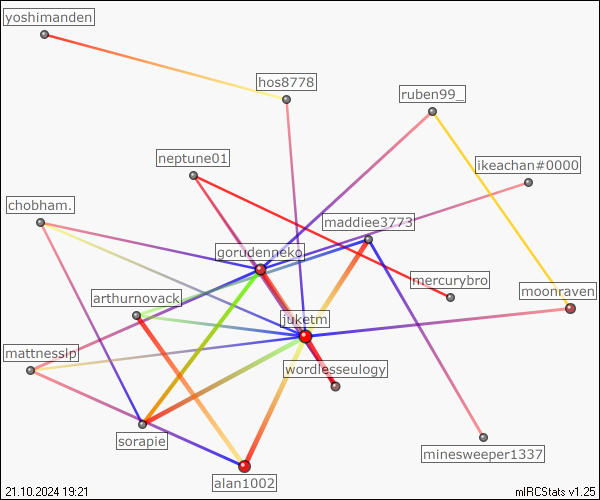 yoshimanden
hos8778
ruben99_
neptune01
ikeachan#0000
chobham.
maddiee3773
gorudenneko
mercurybro
arthurnovack
moonraven
juketm
mattnesslp
wordlesseulogy
sorapie
minesweeper1337
alan1002
21.10.2024 19:21
mIRCStats v1.25